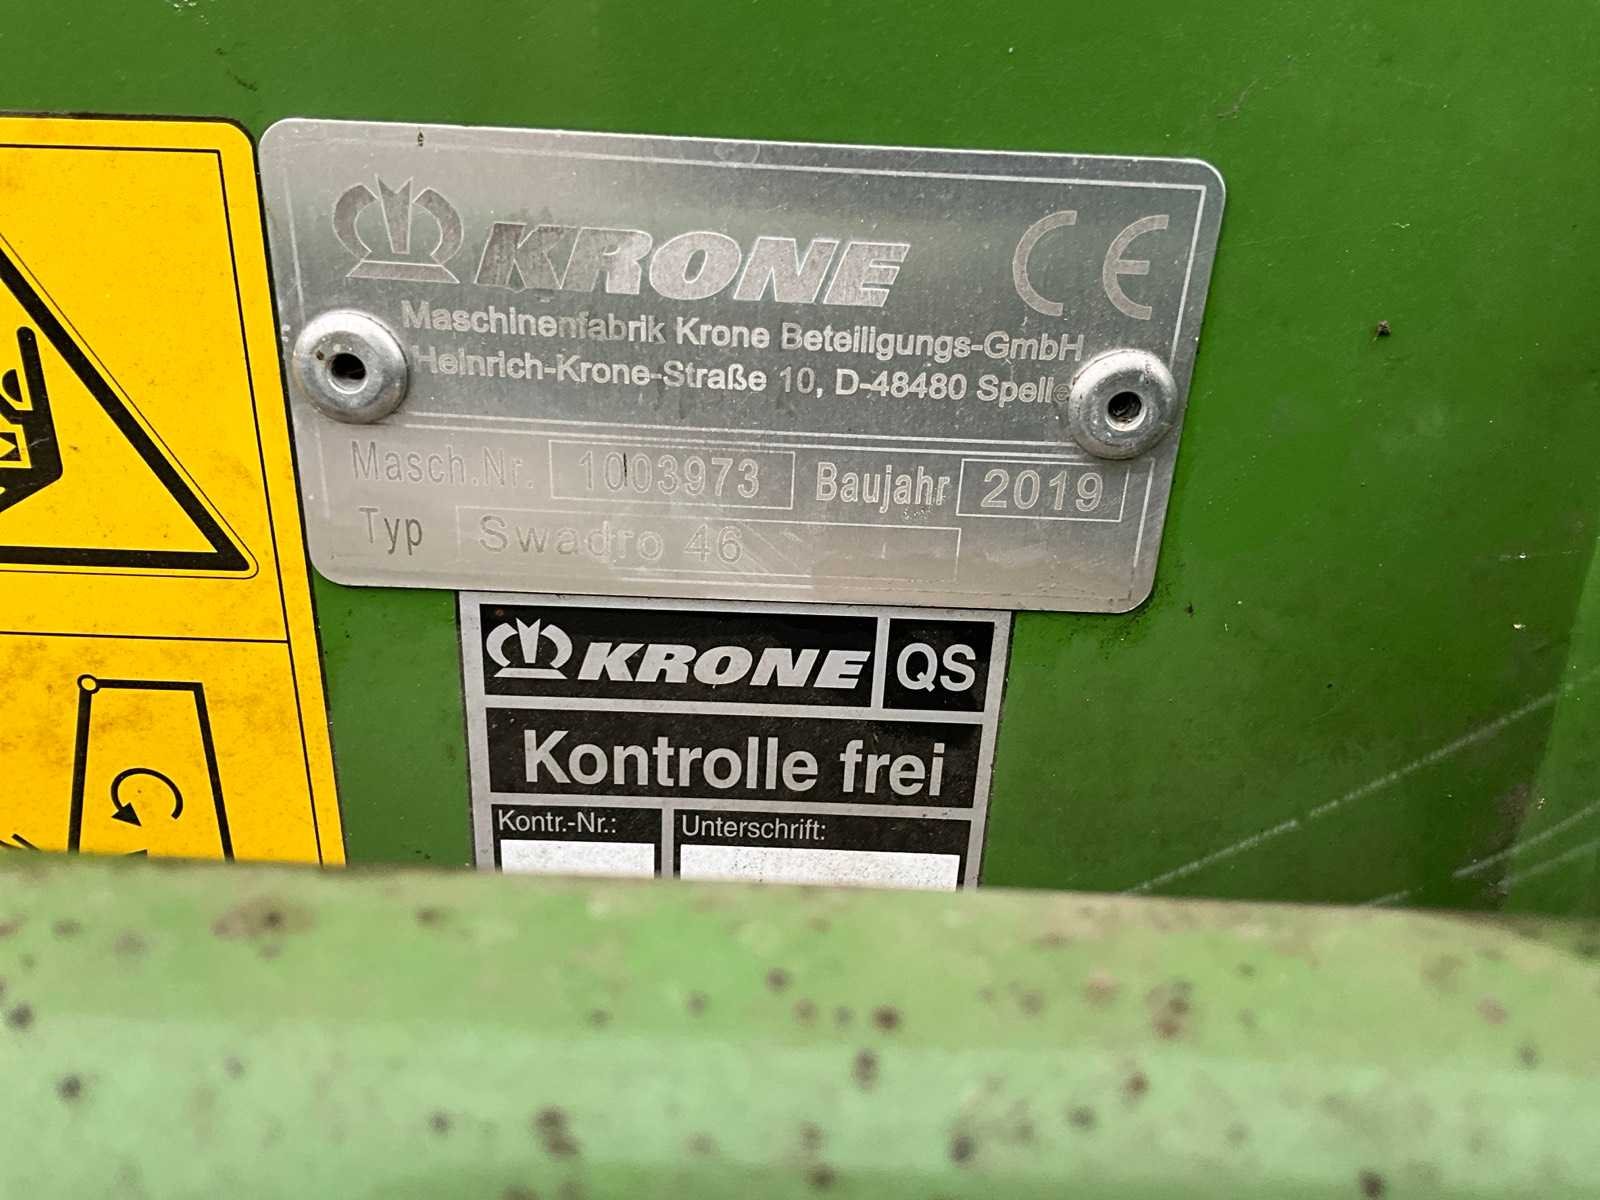 KRONE CE
Maschinenfabrik Krone Beteiligungs-GmbH
Heinrich-Krone-Straße 10, D-48480 Spelle
Masch.Nr. 1003973 Baujahr 2019
Typ Swadro 46
KRONE QS
Kontrolle frei
Kontr.-Nr.: Unterschrift: